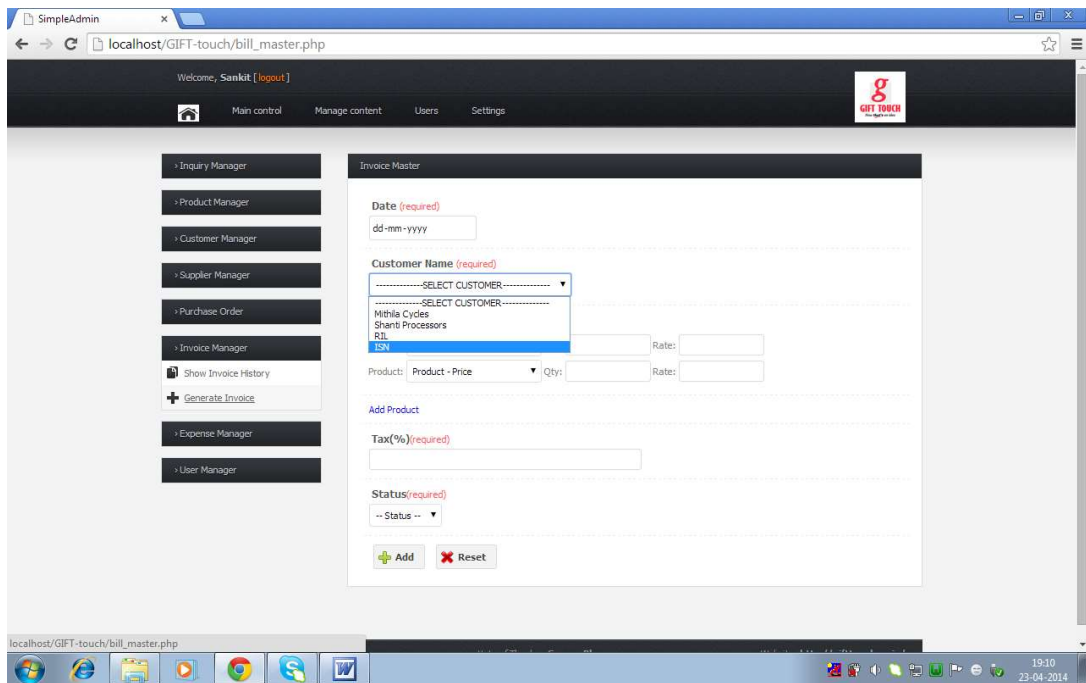 SimpleAdmin
localhost/GIFT-touch/bill_master.php
Welcome, Sankit [ logout ]
Main control Manage content Users Settings
g
GIFT TOUCH
› Inquiry Manager
› Product Manager
› Customer Manager
› Supplier Manager
› Purchase Order
› Invoice Manager
Show Invoice History
Generate Invoice
› Expense Manager
› User Manager
Invoice Master
Date (required)
dd-mm-yyyy
Customer Name (required)
--------------SELECT CUSTOMER--------------
--------------SELECT CUSTOMER--------------
Mithila Cycles
Shanti Processors
RIL
ISN
Rate:
Product: Product - Price Qty: Rate:
Add Product
Tax(%)(required)
Status(required)
-- Status --
Add Reset
localhost/GIFT-touch/bill_master.php
19:10
23-04-2014